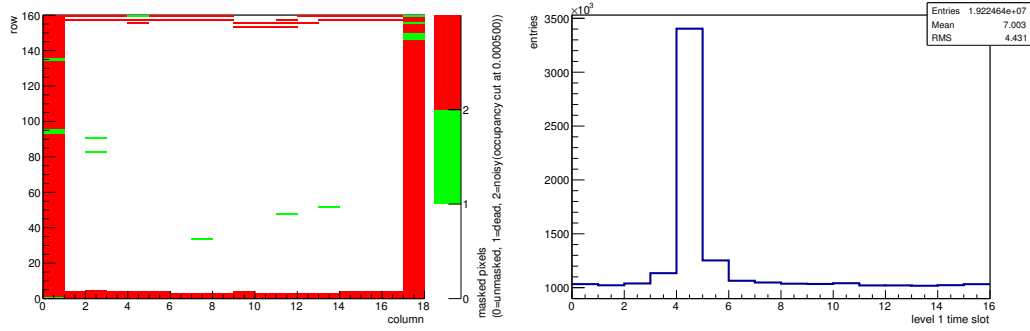 row
160
140
120
100
80
60
40
20
0
0 2 4 6 8 10 12 14 16 18
column
2
1
0
masked pixels
(0=unmasked, 1=dead, 2=noisy(occupancy cut at 0.000500))
×10³
entries
3500
3000
2500
2000
1500
1000
0 2 4 6 8 10 12 14 16
level 1 time slot
Entries 1.922464e+07
Mean 7.003
RMS 4.431